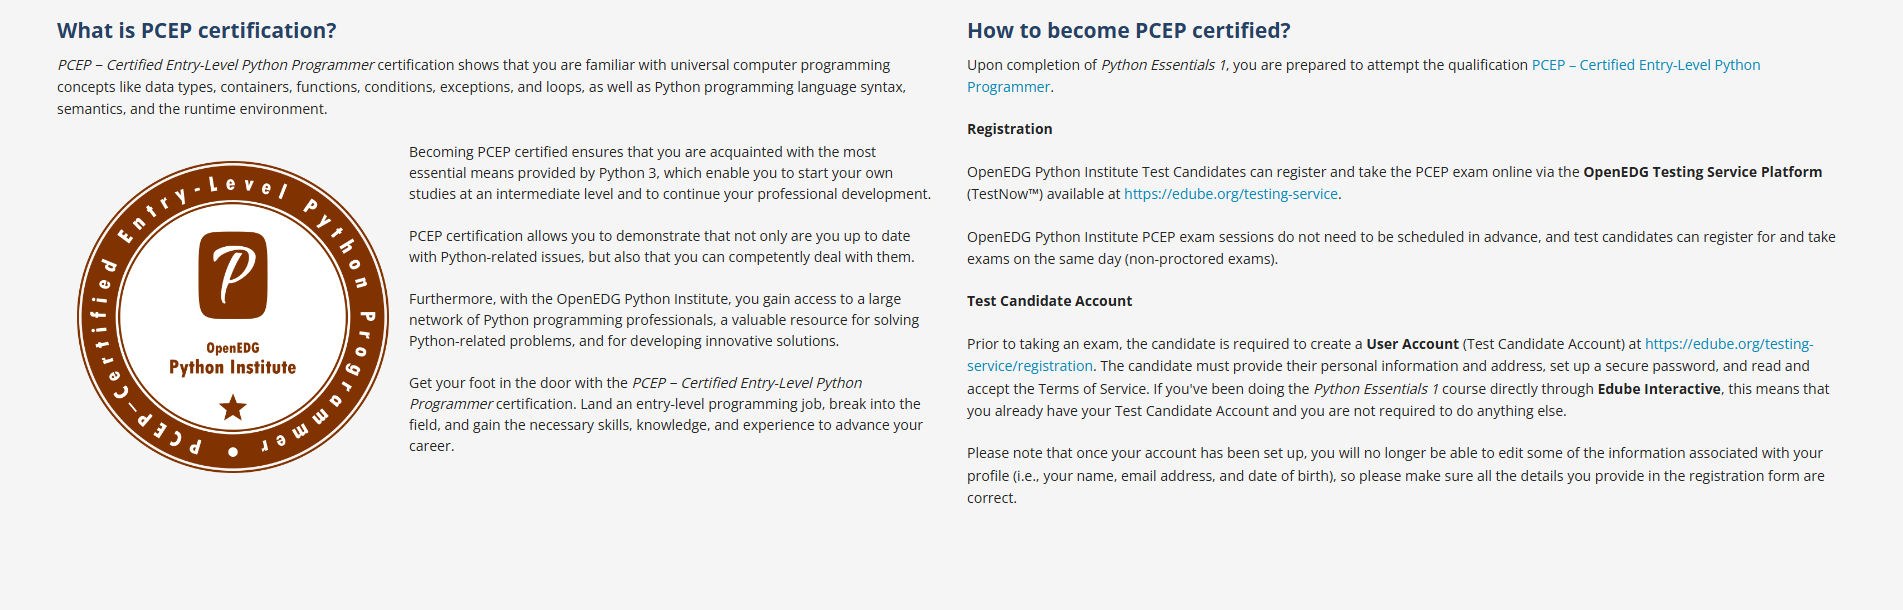 What is PCEP certification?
PCEP – Certified Entry-Level Python Programmer certification shows that you are familiar with universal computer programming
concepts like data types, containers, functions, conditions, exceptions, and loops, as well as Python programming language syntax,
semantics, and the runtime environment.
PCEP-Certified Entry-Level Python Programmer
OpenEDG
Python Institute
Becoming PCEP certified ensures that you are acquainted with the most
essential means provided by Python 3, which enable you to start your own
studies at an intermediate level and to continue your professional development.
PCEP certification allows you to demonstrate that not only are you up to date
with Python-related issues, but also that you can competently deal with them.
Furthermore, with the OpenEDG Python Institute, you gain access to a large
network of Python programming professionals, a valuable resource for solving
Python-related problems, and for developing innovative solutions.
Get your foot in the door with the PCEP – Certified Entry-Level Python
Programmer certification. Land an entry-level programming job, break into the
field, and gain the necessary skills, knowledge, and experience to advance your
career.
How to become PCEP certified?
Upon completion of Python Essentials 1, you are prepared to attempt the qualification PCEP – Certified Entry-Level Python
Programmer.
Registration
OpenEDG Python Institute Test Candidates can register and take the PCEP exam online via the OpenEDG Testing Service Platform
(TestNow™) available at https://edube.org/testing-service.
OpenEDG Python Institute PCEP exam sessions do not need to be scheduled in advance, and test candidates can register for and take
exams on the same day (non-proctored exams).
Test Candidate Account
Prior to taking an exam, the candidate is required to create a User Account (Test Candidate Account) at https://edube.org/testing-
service/registration. The candidate must provide their personal information and address, set up a secure password, and read and
accept the Terms of Service. If you've been doing the Python Essentials 1 course directly through Edube Interactive, this means that
you already have your Test Candidate Account and you are not required to do anything else.
Please note that once your account has been set up, you will no longer be able to edit some of the information associated with your
profile (i.e., your name, email address, and date of birth), so please make sure all the details you provide in the registration form are
correct.